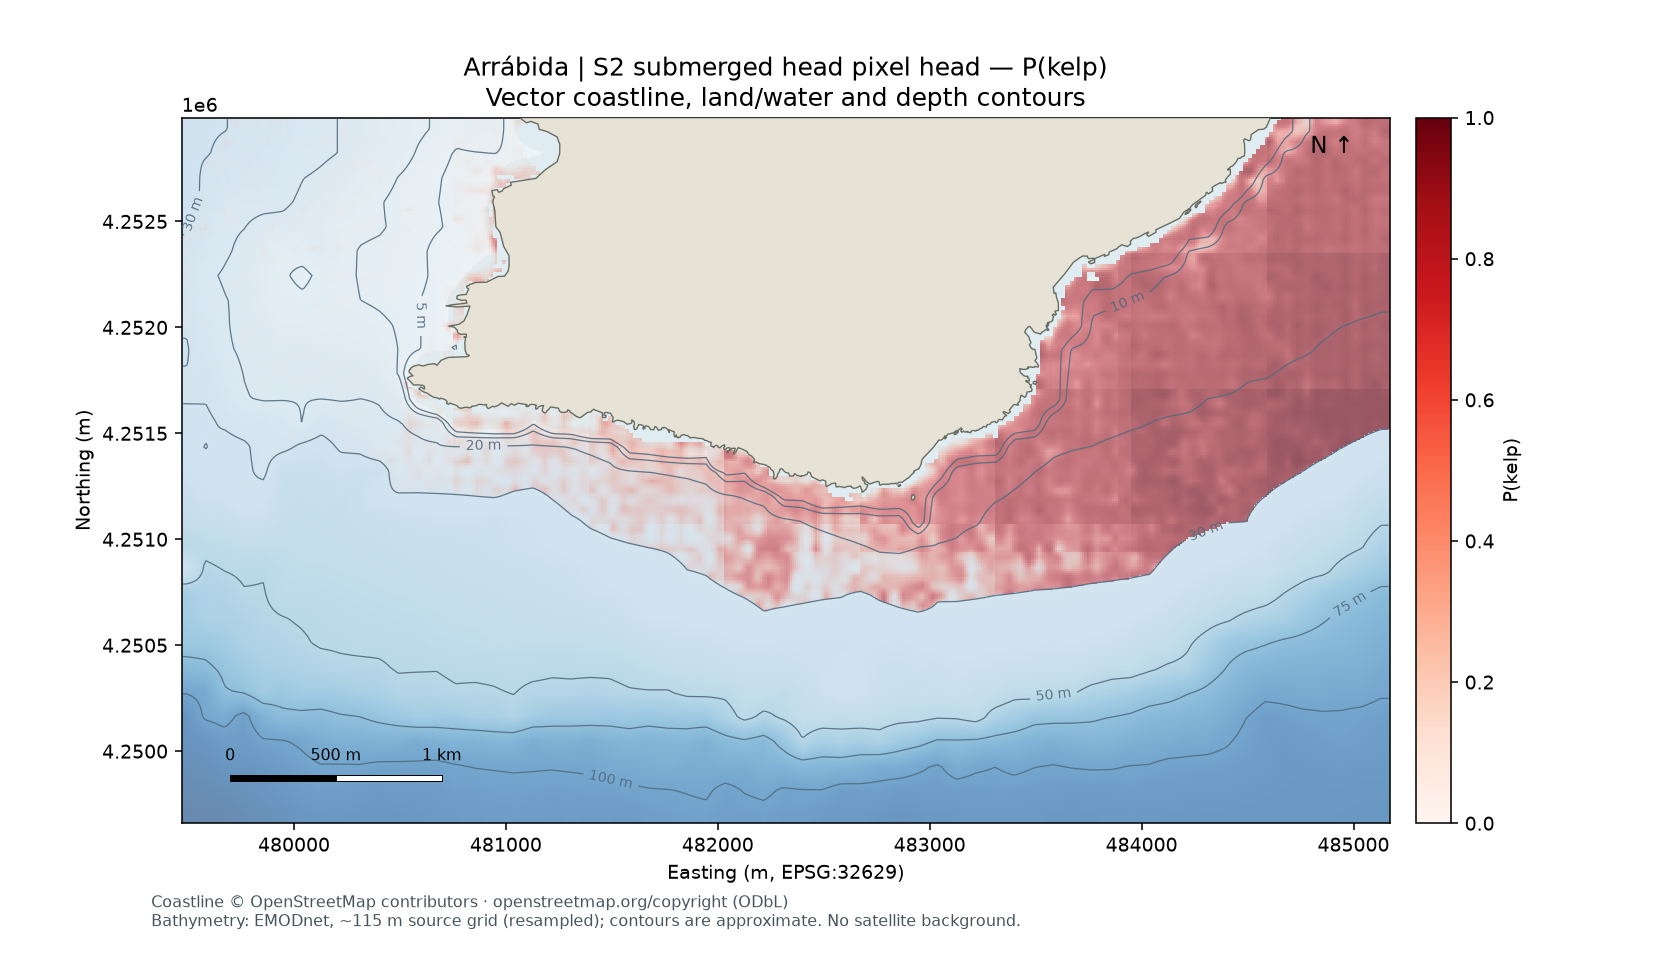 Arrábida | S2 submerged head pixel head — P(kelp)
Vector coastline, land/water and depth contours
1e6
N ↑
1.0
0.8
0.6
0.4
0.2
0.0
P(kelp)
4.2525
4.2520
4.2515
4.2510
4.2505
4.2500
Northing (m)
30 m
5 m
10 m
20 m
30 m
75 m
50 m
100 m
0 500 m 1 km
480000 481000 482000 483000 484000 485000
Easting (m, EPSG:32629)
Coastline © OpenStreetMap contributors · openstreetmap.org/copyright (ODbL)
Bathymetry: EMODnet, ~115 m source grid (resampled); contours are approximate. No satellite background.